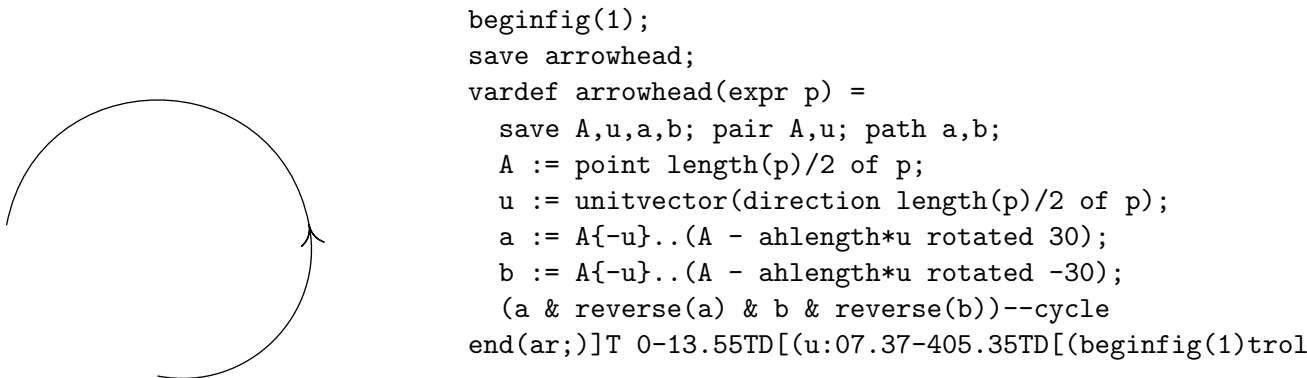 beginfig(1);
save arrowhead;
vardef arrowhead(expr p) =
save A,u,a,b; pair A,u; path a,b;
A := point length(p)/2 of p;
u := unitvector(direction length(p)/2 of p);
a := A{-u}..(A - ahlength*u rotated 30);
b := A{-u}..(A - ahlength*u rotated -30);
(a & reverse(a) & b & reverse(b))--cycle
end(ar;)]T 0-13.55TD[(u:07.37-405.35TD[(beginfig(1)trol